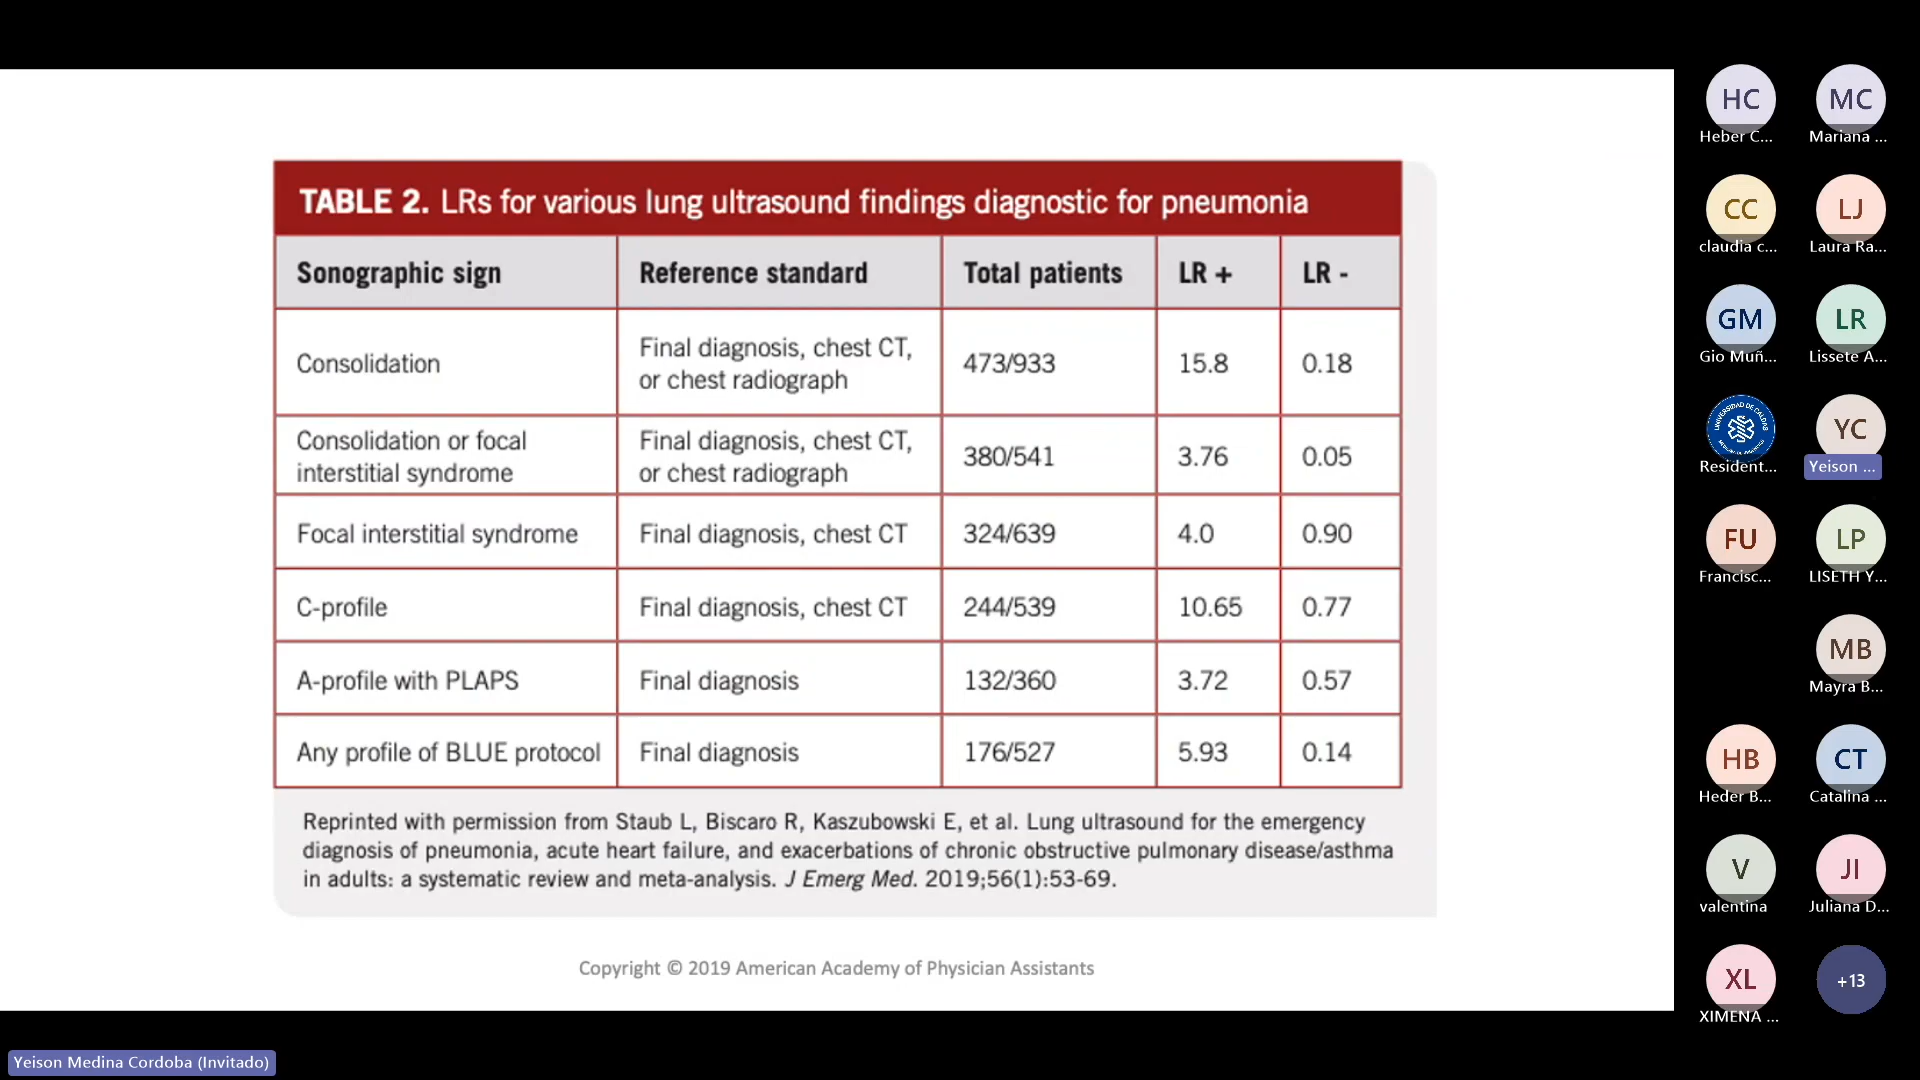 TABLE 2. LRs for various lung ultrasound findings diagnostic for pneumonia
Sonographic sign Reference standard Total patients LR + LR -
Consolidation Final diagnosis, chest CT, or chest radiograph 473/933 15.8 0.18
Consolidation or focal interstitial syndrome Final diagnosis, chest CT, or chest radiograph 380/541 3.76 0.05
Focal interstitial syndrome Final diagnosis, chest CT 324/639 4.0 0.90
C-profile Final diagnosis, chest CT 244/539 10.65 0.77
A-profile with PLAPS Final diagnosis 132/360 3.72 0.57
Any profile of BLUE protocol Final diagnosis 176/527 5.93 0.14
Reprinted with permission from Staub L, Biscaro R, Kaszubowski E, et al. Lung ultrasound for the emergency
diagnosis of pneumonia, acute heart failure, and exacerbations of chronic obstructive pulmonary disease/asthma
in adults: a systematic review and meta-analysis. J Emerg Med. 2019;56(1):53-69.
Copyright © 2019 American Academy of Physician Assistants
HC MC
Heber C... Mariana ...
CC LJ
claudia c... Laura Ra...
GM LR
Gio Muñ... Lissete A...
UNIVERSIDAD DE CALDAS
YC
Resident... Yeison ...
FU LP
Francisc... LISETH Y...
MB
Mayra B...
HB CT
Heder B... Catalina ...
V JI
valentina Juliana D...
XL +13
XIMENA ...
Yeison Medina Cordoba (Invitado)